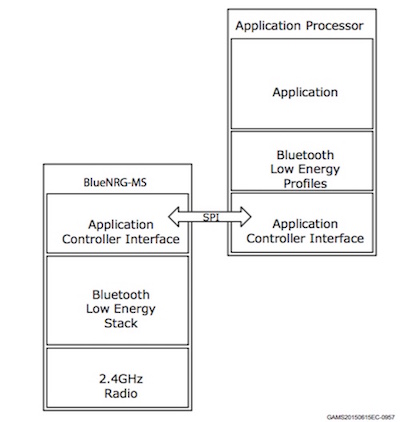 Application Processor
Application
Bluetooth
Low Energy
Profiles
BlueNRG-MS
Application
Controller Interface
SPI
Application
Controller Interface
Bluetooth
Low Energy
Stack
2.4GHz
Radio
GAMS20150615EC-0957